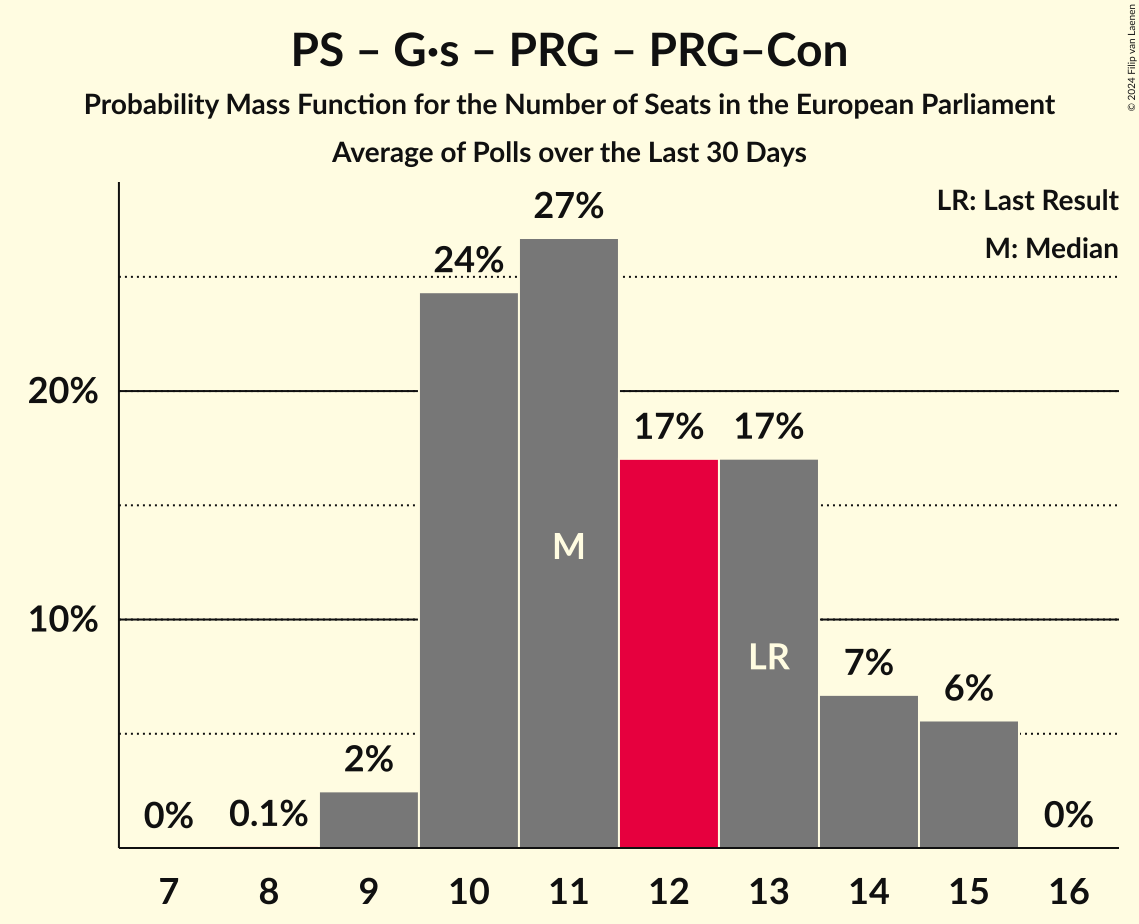 PS – G·s – PRG – PRG–Con
Probability Mass Function for the Number of Seats in the European Parliament
Average of Polls over the Last 30 Days
© 2024 Filip van Laenen
LR: Last Result
M: Median
20%
10%
0%
0.1%
2%
24%
27%
17%
17%
7%
6%
0%
M
LR
7 8 9 10 11 12 13 14 15 16